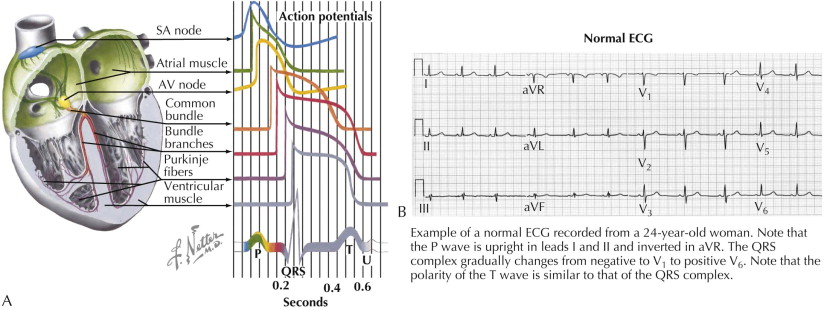 A
Action potentials
SA node
Atrial muscle
AV node
Common
bundle
Bundle
branches
Purkinje
fibers
Ventricular
muscle
F. Netter
M.D.
P
QRS
T
U
0.2
0.4
0.6
Seconds
Normal ECG
I
aVR
V1
V4
II
aVL
V2
V5
III
aVF
V3
V6
B
Example of a normal ECG recorded from a 24-year-old woman. Note that
the P wave is upright in leads I and II and inverted in aVR. The QRS
complex gradually changes from negative to V1 to positive V6. Note that the
polarity of the T wave is similar to that of the QRS complex.